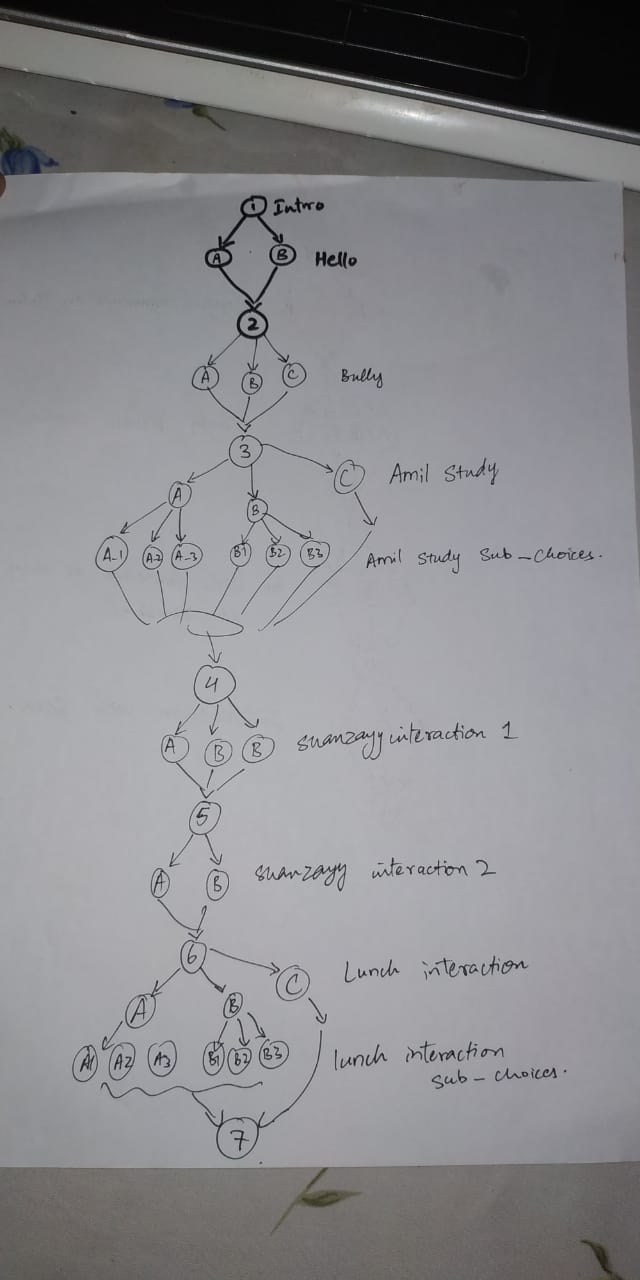 1 Intro
A B Hello
2
A B C Bully
3
A B C Amil Study
A-1 A-2 A-3 B1 B2 B3 Amil Study Sub-Choices.
4
A B B suanzayy interaction 1
5
A B suanzayy interaction 2
6
A B C Lunch interaction
A1 A2 A3 B1 B2 B3 lunch interaction
sub-choices.
7